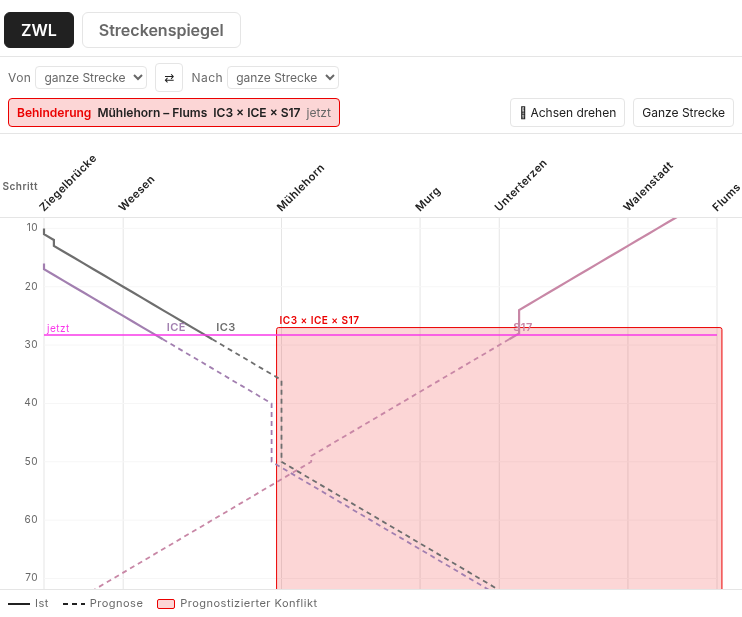 ZWL Streckenspiegel
Von ganze Strecke ⇄ Nach ganze Strecke
Behinderung Mühlehorn – Flums IC3 × ICE × S17 jetzt
Achsen drehen Ganze Strecke
Schritt Ziegelbrücke Weesen Mühlehorn Murg Unterterzen Walenstadt Flums
10
20
IC3 × ICE × S17
jetzt ICE IC3 S17
30
40
50
60
70
Ist Prognose Prognostizierter Konflikt